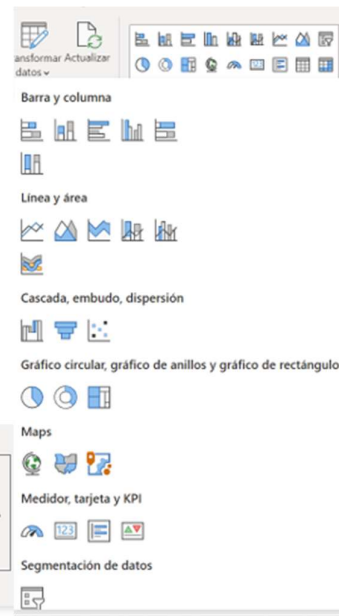 ansformar Actualizar
datos
Barra y columna
Línea y área
Cascada, embudo, dispersión
Gráfico circular, gráfico de anillos y gráfico de rectángulo
Maps
Medidor, tarjeta y KPI
123
Segmentación de datos